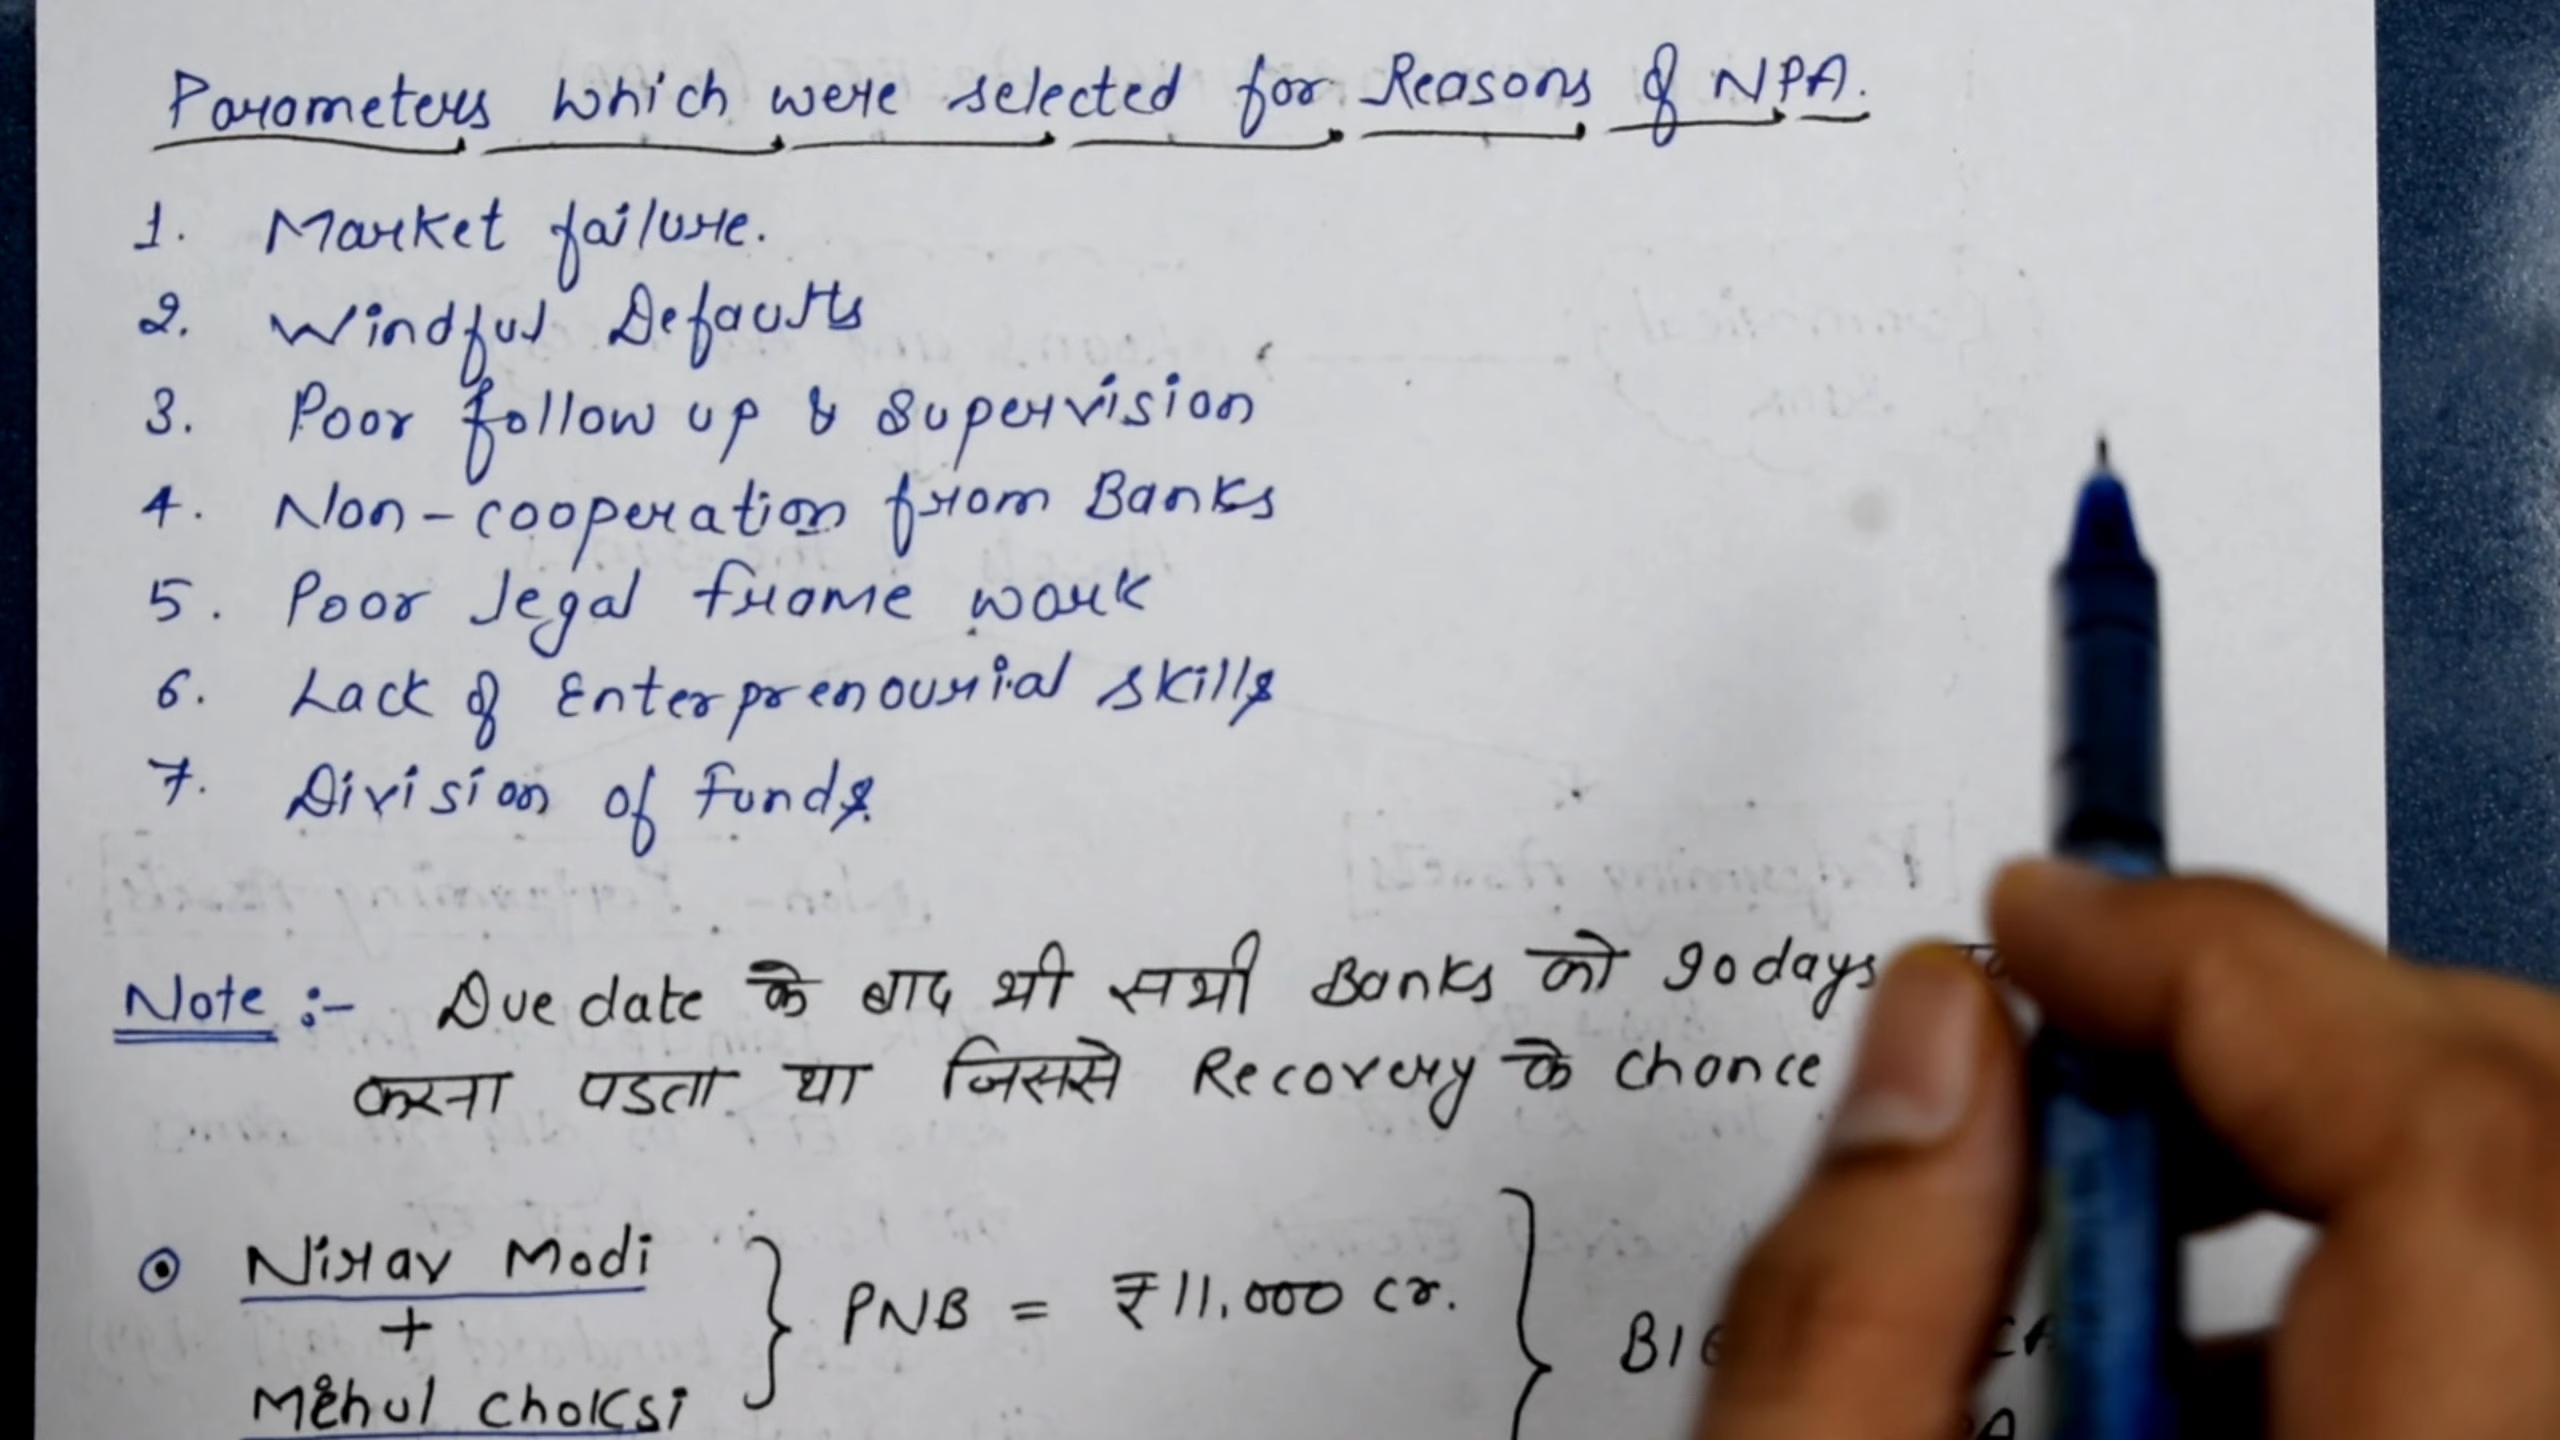 Parameters which were selected for Reasons of NPA.
1. Market failure.
2. Windful Defaults
3. Poor follow up & Supervision
4. Non-cooperation from Banks
5. Poor legal frame work
6. Lack of Enterprenourial skills
7. Division of funds.
Note :- Due date के बाद भी सभी Banks को 90 days
करना पडता था जिससे Recovery के chance
Nirav Modi
+
Mehul Choksi
PNB = ₹11,000 cr.